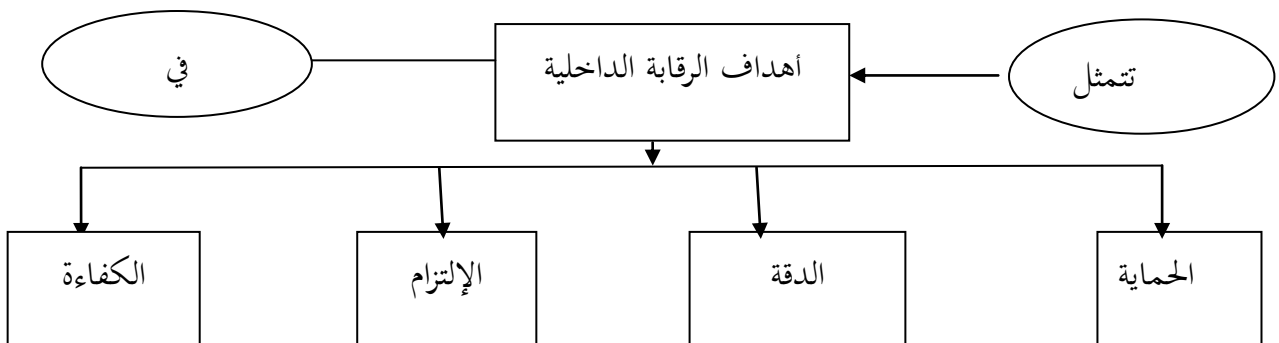 تتمثل
أهداف الرقابة الداخلية
في
الحماية
الدقة
الإلتزام
الكفاءة